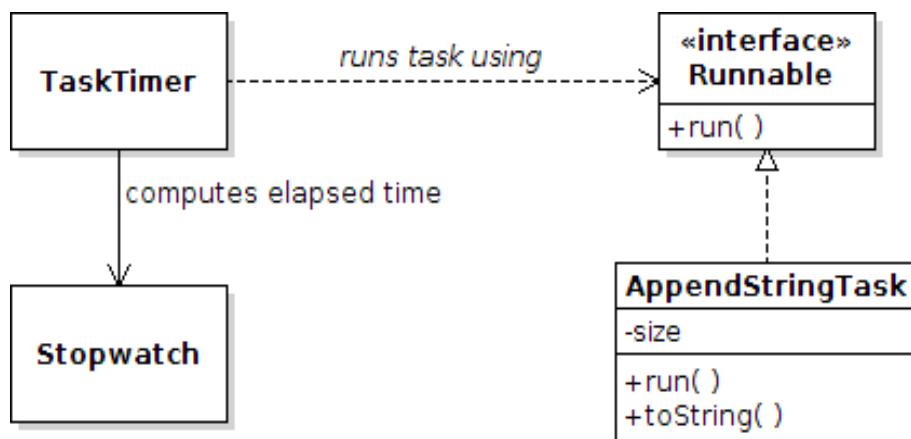 TaskTimer
runs task using
«interface»
Runnable
+run( )
computes elapsed time
Stopwatch
AppendStringTask
-size
+run( )
+toString( )